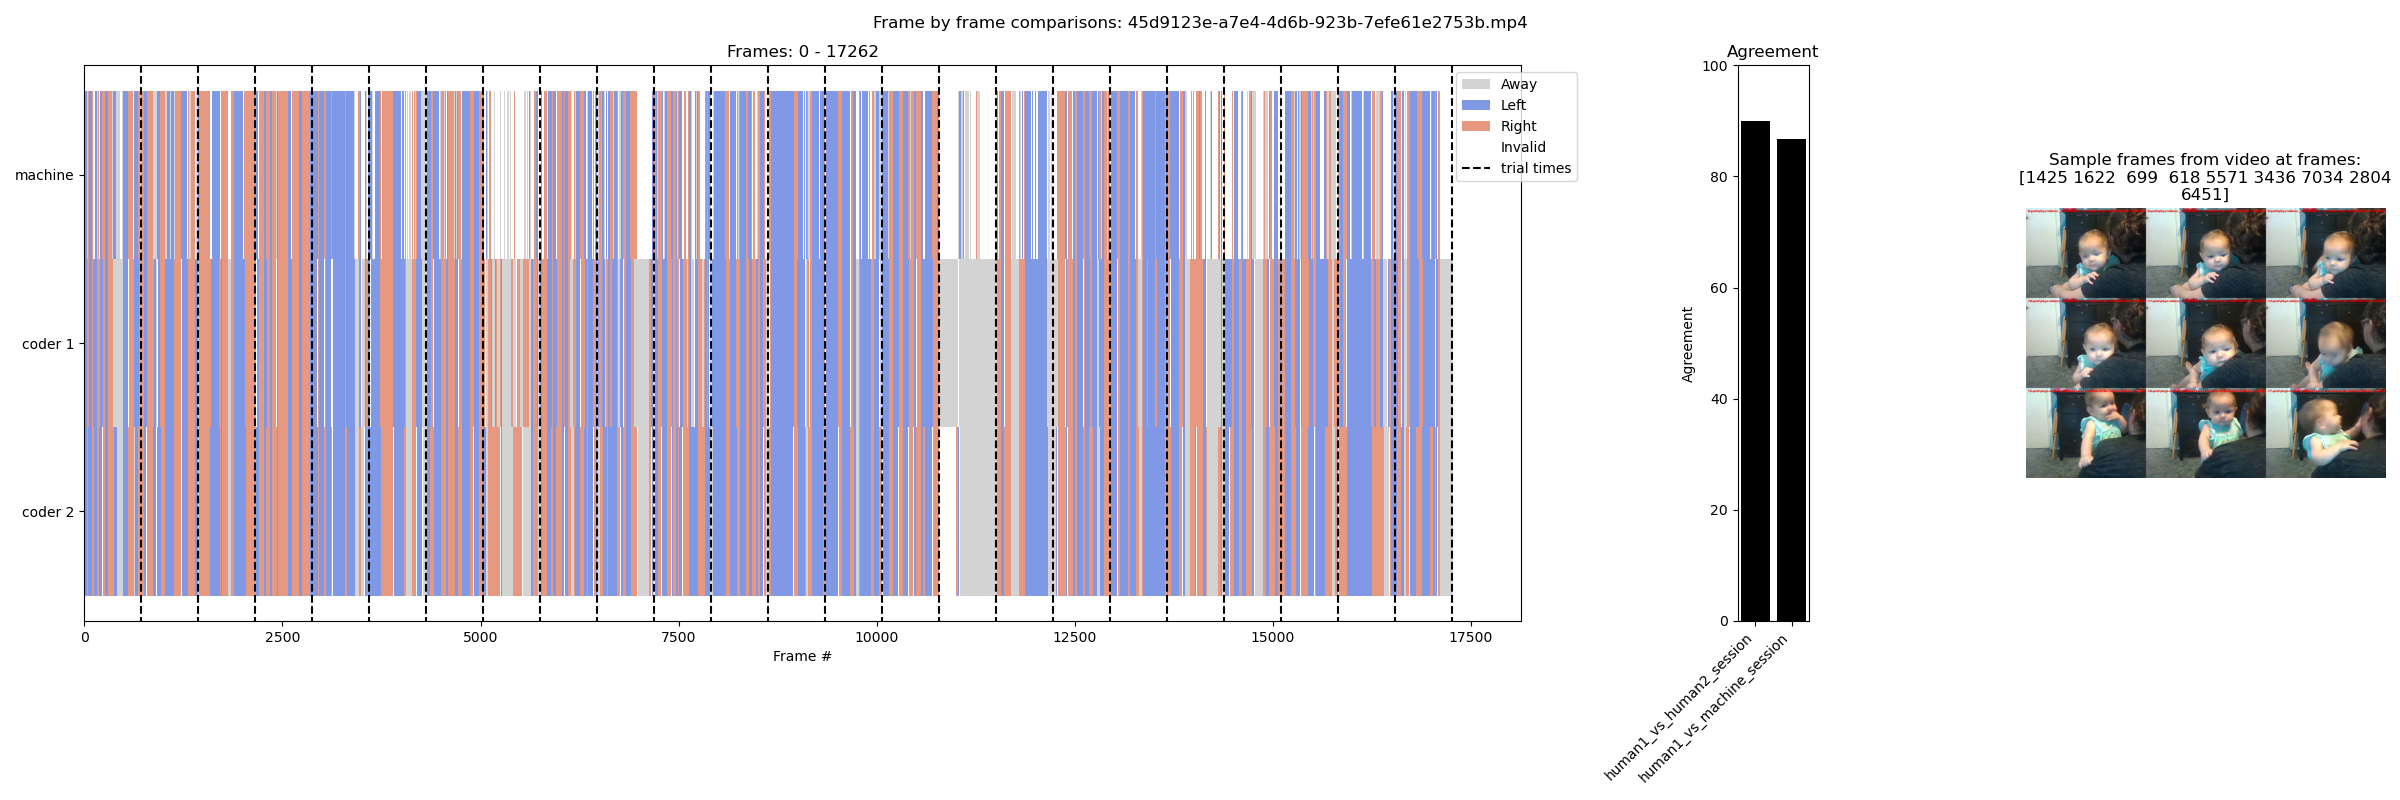 Frame by frame comparisons: 45d9123e-a7e4-4d6b-923b-7efe61e2753b.mp4
Frames: 0 - 17262
machine
coder 1
coder 2
0
2500
5000
7500
10000
12500
15000
17500
Frame #
Away
Left
Right
Invalid
trial times
Agreement
100
80
60
40
20
0
Agreement
human1_vs_human2_session
human1_vs_machine_session
Sample frames from video at frames:
[1425 1622  699  618 5571 3436 7034 2804
6451]